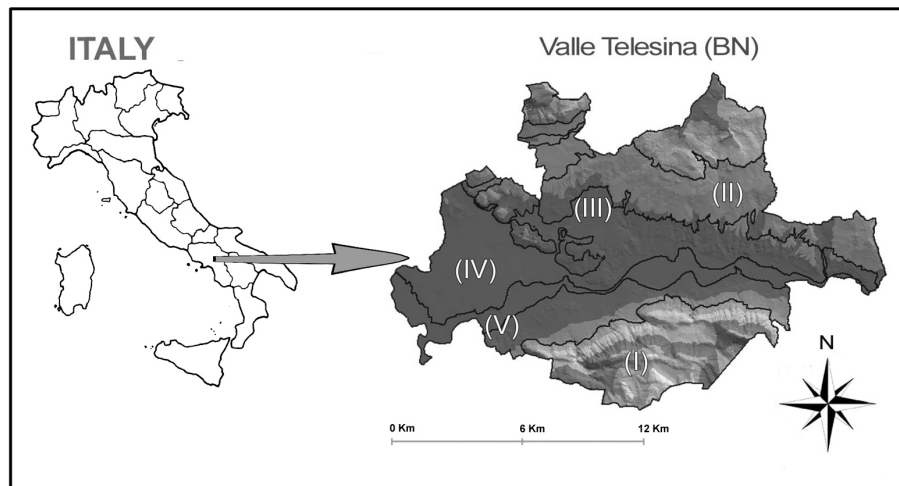 ITALY
Valle Telesina (BN)
(II)
(III)
(IV)
(V)
(I)
N
0 Km
6 Km
12 Km